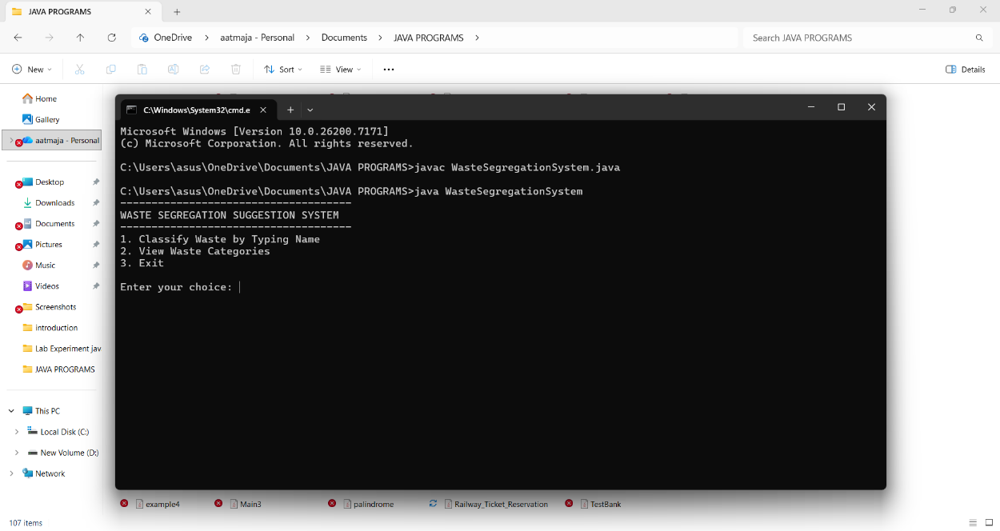 JAVA PROGRAMS
OneDrive > aatmaja - Personal > Documents > JAVA PROGRAMS >
Search JAVA PROGRAMS
New
Sort
View
Details
Home
Gallery
aatmaja - Personal
Desktop
Downloads
Documents
Pictures
Music
Videos
Screenshots
introduction
Lab Experiment jav
JAVA PROGRAMS
This PC
Local Disk (C:)
New Volume (D:)
Network
C:\Windows\System32\cmd.e
Microsoft Windows [Version 10.0.26200.7171]
(c) Microsoft Corporation. All rights reserved.
C:\Users\asus\OneDrive\Documents\JAVA PROGRAMS>javac WasteSegregationSystem.java
C:\Users\asus\OneDrive\Documents\JAVA PROGRAMS>java WasteSegregationSystem
-------------------------------------
WASTE SEGREGATION SUGGESTION SYSTEM
-------------------------------------
1. Classify Waste by Typing Name
2. View Waste Categories
3. Exit
Enter your choice:
example4
Main3
palindrome
Railway_Ticket_Reservation
TestBank
107 items